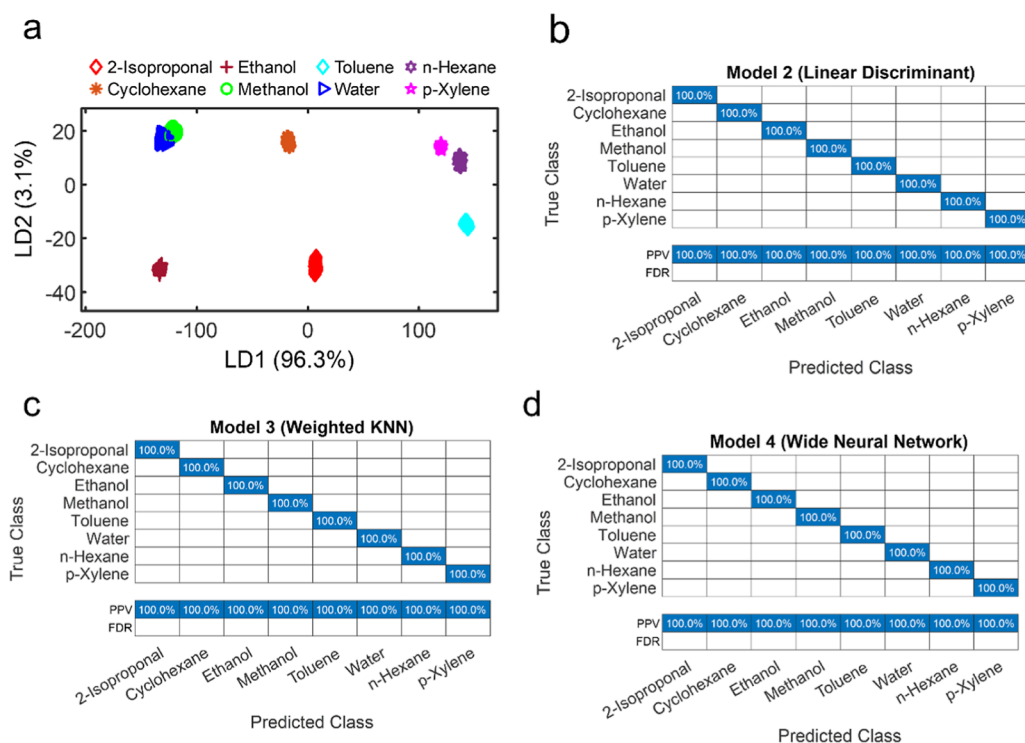 a
2-Isoproponal Ethanol Toluene n-Hexane
Cyclohexane Methanol Water p-Xylene
20
0
-20
-40
LD2 (3.1%)
-200 -100 0 100
LD1 (96.3%)
b
Model 2 (Linear Discriminant)
True Class
2-Isoproponal 100.0%
Cyclohexane 100.0%
Ethanol 100.0%
Methanol 100.0%
Toluene 100.0%
Water 100.0%
n-Hexane 100.0%
p-Xylene 100.0%
PPV 100.0% 100.0% 100.0% 100.0% 100.0% 100.0% 100.0% 100.0%
FDR
2-Isoproponal Cyclohexane Ethanol Methanol Toluene Water n-Hexane p-Xylene
Predicted Class
c
Model 3 (Weighted KNN)
True Class
2-Isoproponal 100.0%
Cyclohexane 100.0%
Ethanol 100.0%
Methanol 100.0%
Toluene 100.0%
Water 100.0%
n-Hexane 100.0%
p-Xylene 100.0%
PPV 100.0% 100.0% 100.0% 100.0% 100.0% 100.0% 100.0% 100.0%
FDR
2-Isoproponal Cyclohexane Ethanol Methanol Toluene Water n-Hexane p-Xylene
Predicted Class
d
Model 4 (Wide Neural Network)
True Class
2-Isoproponal 100.0%
Cyclohexane 100.0%
Ethanol 100.0%
Methanol 100.0%
Toluene 100.0%
Water 100.0%
n-Hexane 100.0%
p-Xylene 100.0%
PPV 100.0% 100.0% 100.0% 100.0% 100.0% 100.0% 100.0% 100.0%
FDR
2-Isoproponal Cyclohexane Ethanol Methanol Toluene Water n-Hexane p-Xylene
Predicted Class